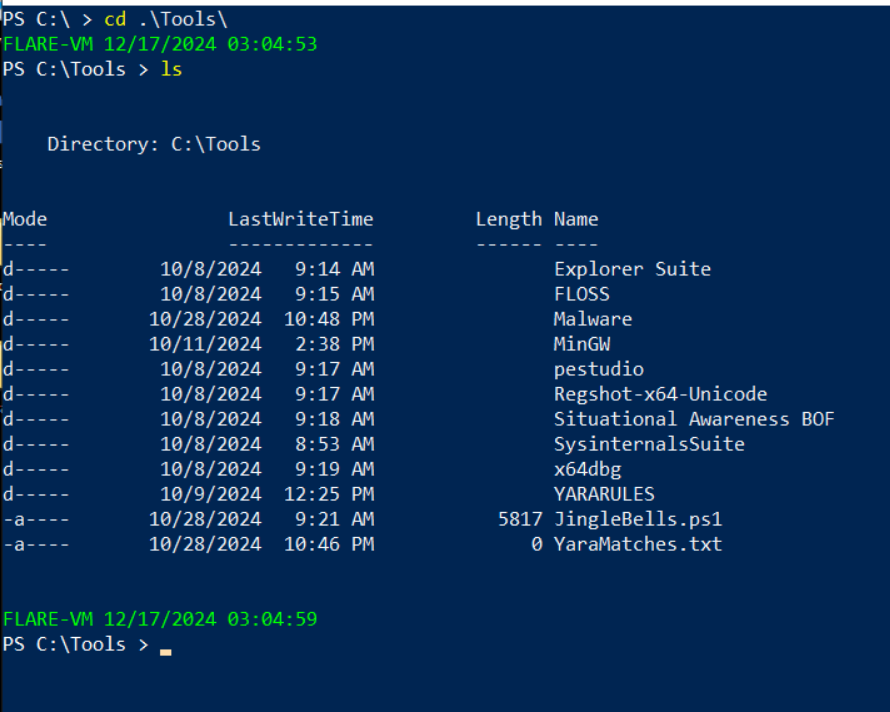 PS C:\ > cd .\Tools\
FLARE-VM 12/17/2024 03:04:53
PS C:\Tools > ls
Directory: C:\Tools
Mode LastWriteTime Length Name
---- ------------- ------ ----
d----- 10/8/2024 9:14 AM Explorer Suite
d----- 10/8/2024 9:15 AM FLOSS
d----- 10/28/2024 10:48 PM Malware
d----- 10/11/2024 2:38 PM MinGW
d----- 10/8/2024 9:17 AM pestudio
d----- 10/8/2024 9:17 AM Regshot-x64-Unicode
d----- 10/8/2024 9:18 AM Situational Awareness BOF
d----- 10/8/2024 8:53 AM SysinternalsSuite
d----- 10/8/2024 9:19 AM x64dbg
d----- 10/9/2024 12:25 PM YARARULES
-a---- 10/28/2024 9:21 AM 5817 JingleBells.ps1
-a---- 10/28/2024 10:46 PM 0 YaraMatches.txt
FLARE-VM 12/17/2024 03:04:59
PS C:\Tools >